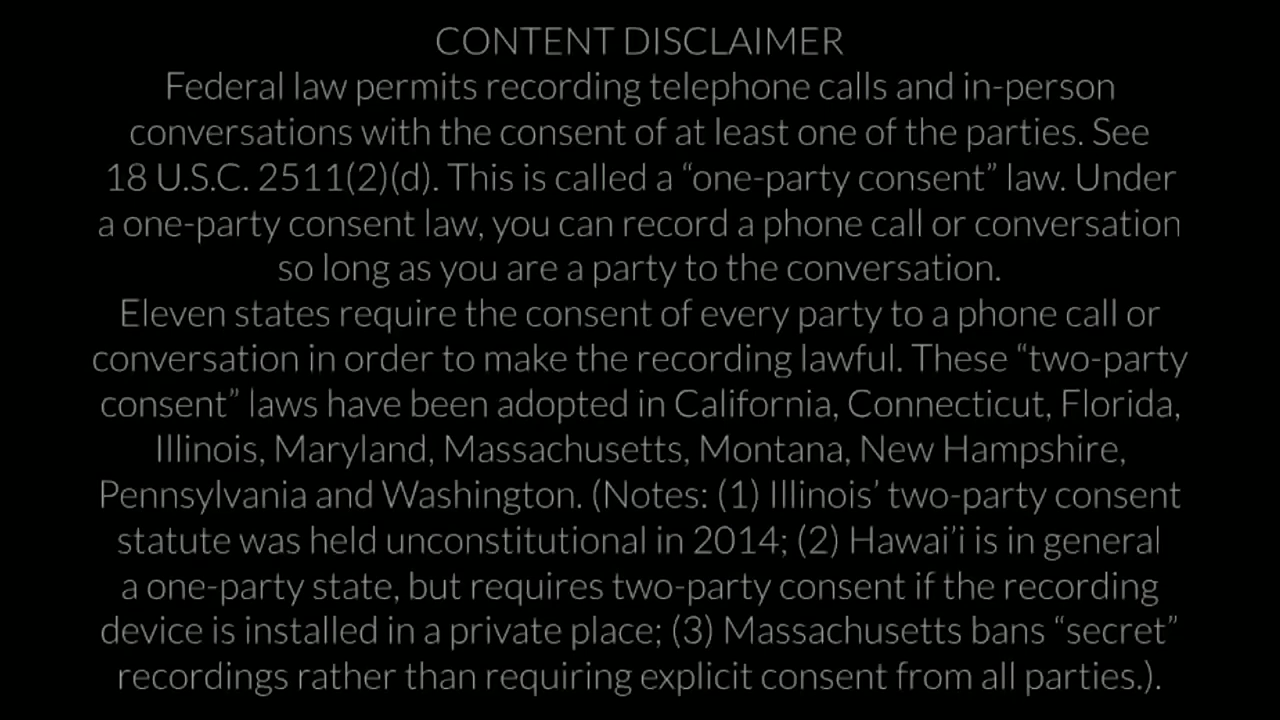 CONTENT DISCLAIMER
Federal law permits recording telephone calls and in-person
conversations with the consent of at least one of the parties. See
18 U.S.C. 2511(2)(d). This is called a “one-party consent” law. Under
a one-party consent law, you can record a phone call or conversation
so long as you are a party to the conversation.
Eleven states require the consent of every party to a phone call or
conversation in order to make the recording lawful. These “two-party
consent” laws have been adopted in California, Connecticut, Florida,
Illinois, Maryland, Massachusetts, Montana, New Hampshire,
Pennsylvania and Washington. (Notes: (1) Illinois’ two-party consent
statute was held unconstitutional in 2014; (2) Hawai’i is in general
a one-party state, but requires two-party consent if the recording
device is installed in a private place; (3) Massachusetts bans “secret”
recordings rather than requiring explicit consent from all parties.).